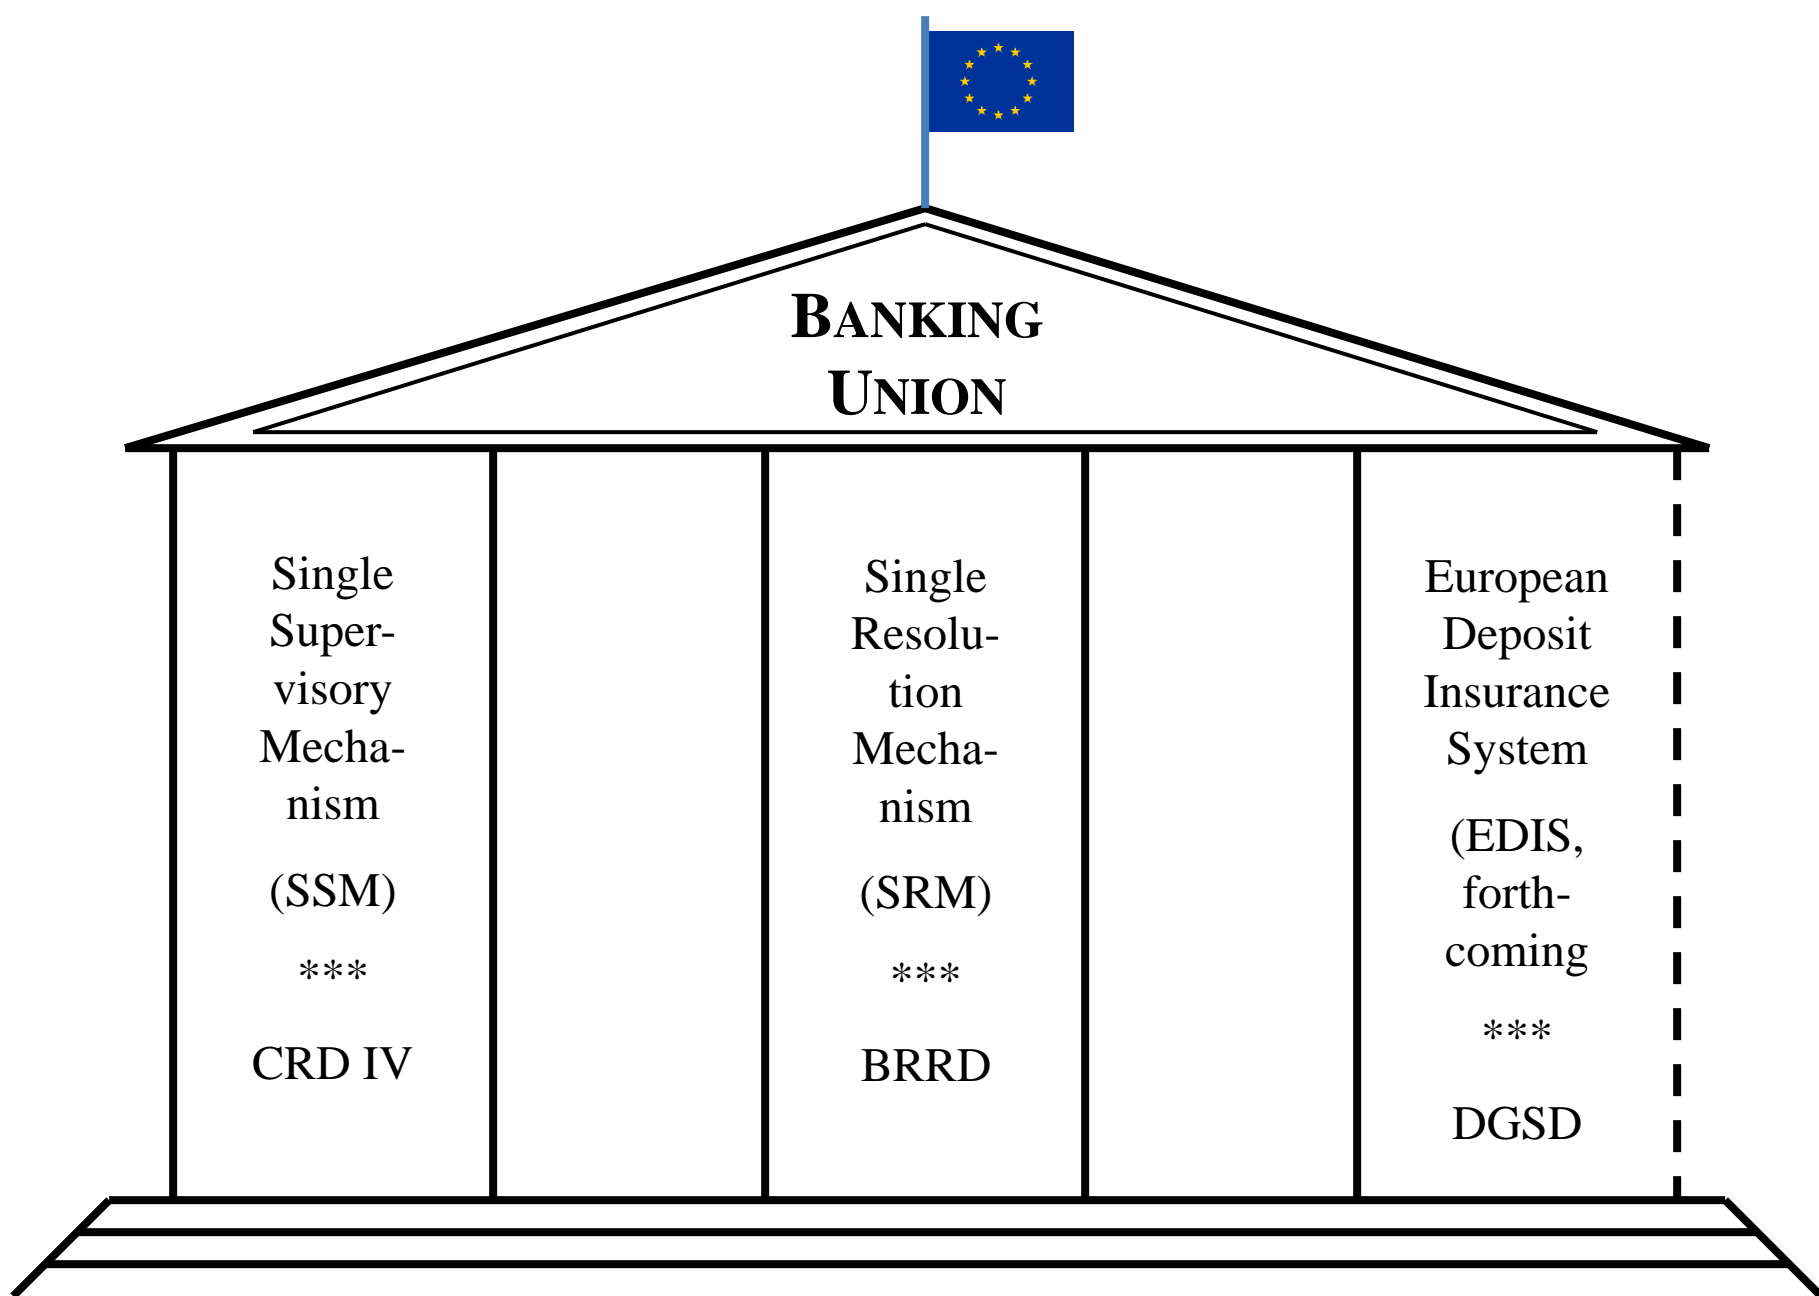 BANKING
UNION
Single
Super-
visory
Mecha-
nism
(SSM)
***
CRD IV
Single
Resolu-
tion
Mecha-
nism
(SRM)
***
BRRD
European
Deposit
Insurance
System
(EDIS,
forth-
coming
***
DGSD